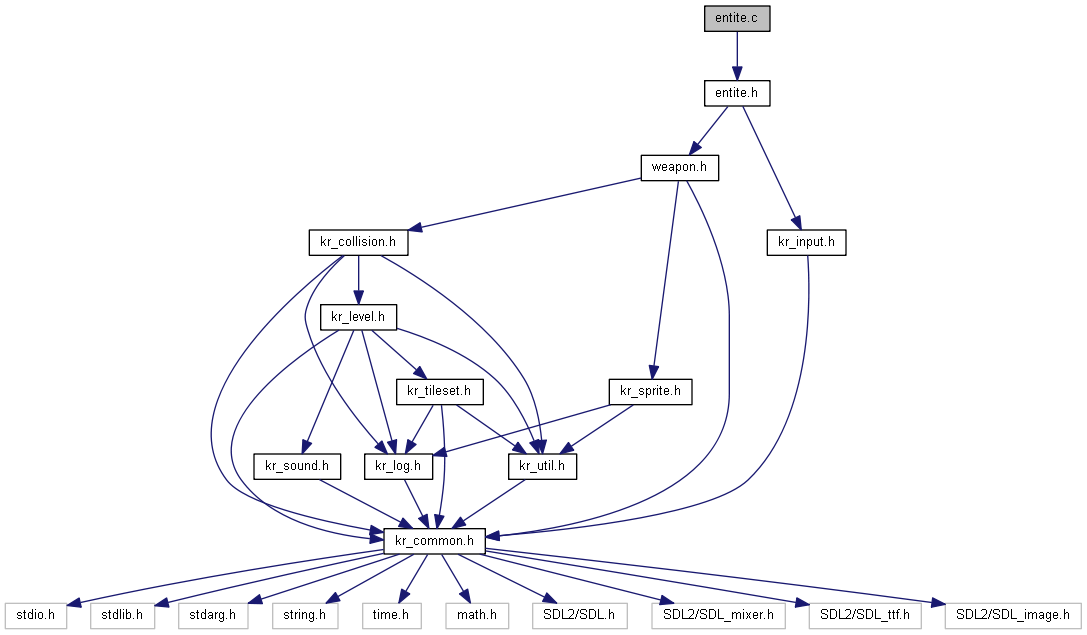 entite.c
entite.h
weapon.h
kr_collision.h
kr_input.h
kr_level.h
kr_tileset.h
kr_sprite.h
kr_sound.h
kr_log.h
kr_util.h
kr_common.h
stdio.h
stdlib.h
stdarg.h
string.h
time.h
math.h
SDL2/SDL.h
SDL2/SDL_mixer.h
SDL2/SDL_ttf.h
SDL2/SDL_image.h